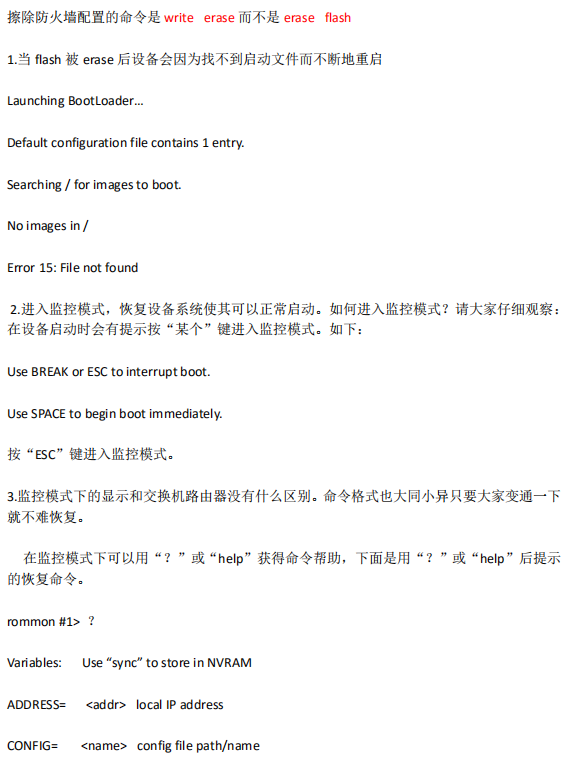 擦除防火墙配置的命令是 write erase 而不是 erase flash
1.当 flash 被 erase 后设备会因为找不到启动文件而不断地重启
Launching BootLoader…
Default configuration file contains 1 entry.
Searching / for images to boot.
No images in /
Error 15: File not found
2.进入监控模式，恢复设备系统使其可以正常启动。如何进入监控模式？请大家仔细观察：
在设备启动时会有提示按“某个”键进入监控模式。如下：
Use BREAK or ESC to interrupt boot.
Use SPACE to begin boot immediately.
按“ESC”键进入监控模式。
3.监控模式下的显示和交换机路由器没有什么区别。命令格式也大同小异只要大家变通一下
就不难恢复。
在监控模式下可以用“？”或“help”获得命令帮助，下面是用“？”或“help”后提示
的恢复命令。
rommon #1> ？
Variables: Use “sync” to store in NVRAM
ADDRESS= <addr> local IP address
CONFIG= <name> config file path/name